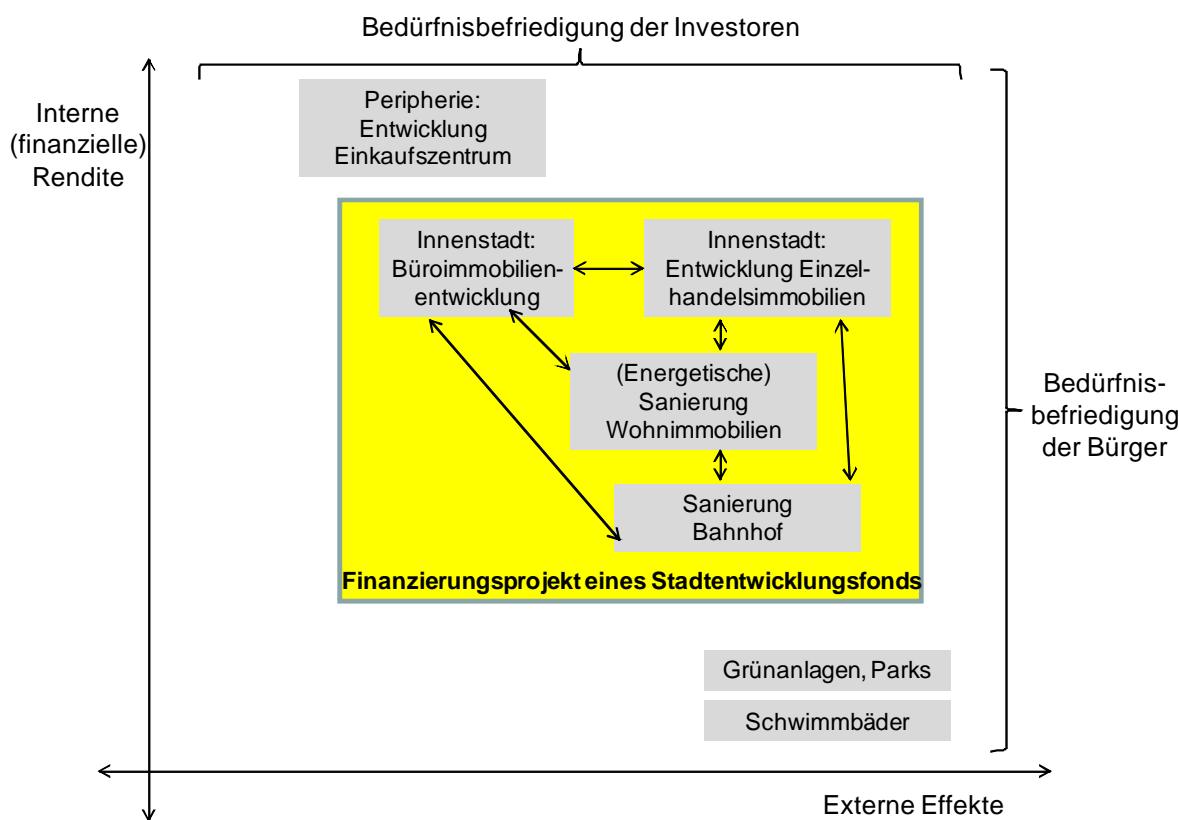 Bedürfnisbefriedigung der Investoren
Interne
(finanzielle)
Rendite
Peripherie:
Entwicklung
Einkaufszentrum
Innenstadt:
Büroimmobilien-
entwicklung
Innenstadt:
Entwicklung Einzel-
handelsimmobilien
(Energetische)
Sanierung
Wohnimmobilien
Sanierung
Bahnhof
Finanzierungsprojekt eines Stadtentwicklungsfonds
Bedürfnis-
befriedigung
der Bürger
Grünanlagen, Parks
Schwimmbäder
Externe Effekte